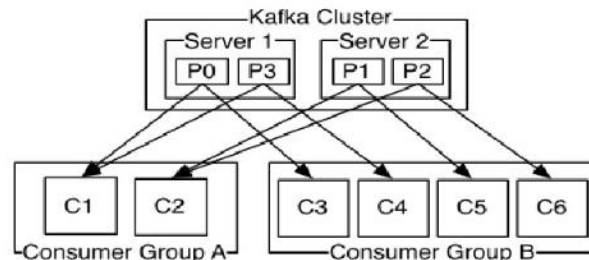 Kafka Cluster
Server 1 Server 2
P0 P3 P1 P2
C1 C2 C3 C4 C5 C6
Consumer Group A Consumer Group B